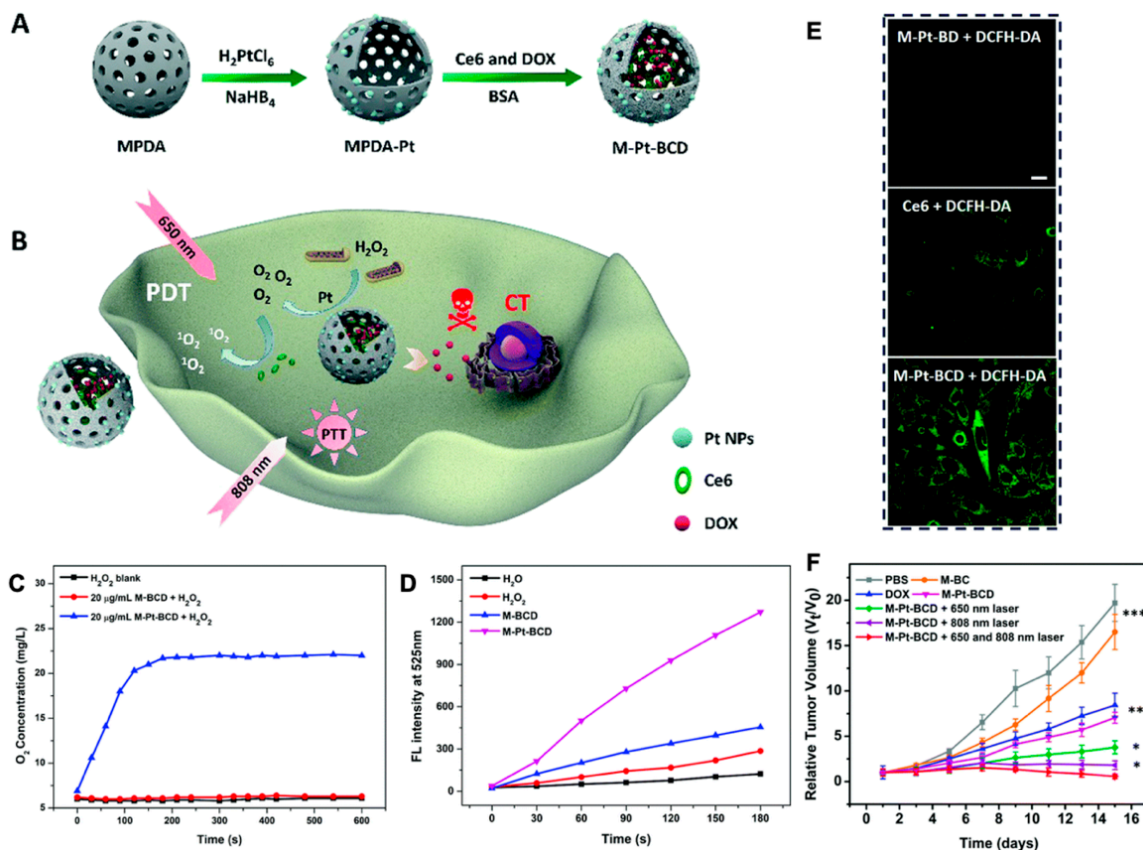 A
H₂PtCl₆
NaHB₄
Ce6 and DOX
BSA
MPDA
MPDA-Pt
M-Pt-BCD
B
650 nm
PDT
O₂ O₂
O₂
H₂O₂
Pt
¹O₂ ¹O₂
¹O₂
CT
PTT
808 nm
Pt NPs
Ce6
DOX
E
M-Pt-BD + DCFH-DA
Ce6 + DCFH-DA
M-Pt-BCD + DCFH-DA
C
H₂O₂ blank
20 μg/mL M-BCD + H₂O₂
20 μg/mL M-Pt-BCD + H₂O₂
O₂ Concentration (mg/L)
30
25
20
15
10
5
0 100 200 300 400 500 600
Time (s)
D
H₂O
H₂O₂
M-BCD
M-Pt-BCD
FL intensity at 525nm
1500
1200
900
600
300
0
0 30 60 90 120 150 180
Time (s)
F
PBS M-BC
DOX M-Pt-BCD
M-Pt-BCD + 650 nm laser
M-Pt-BCD + 808 nm laser
M-Pt-BCD + 650 and 808 nm laser
Relative Tumor Volume (Vt/V₀)
25
20
15
10
5
0
***
**
*
*
0 2 4 6 8 10 12 14 16
Time (days)